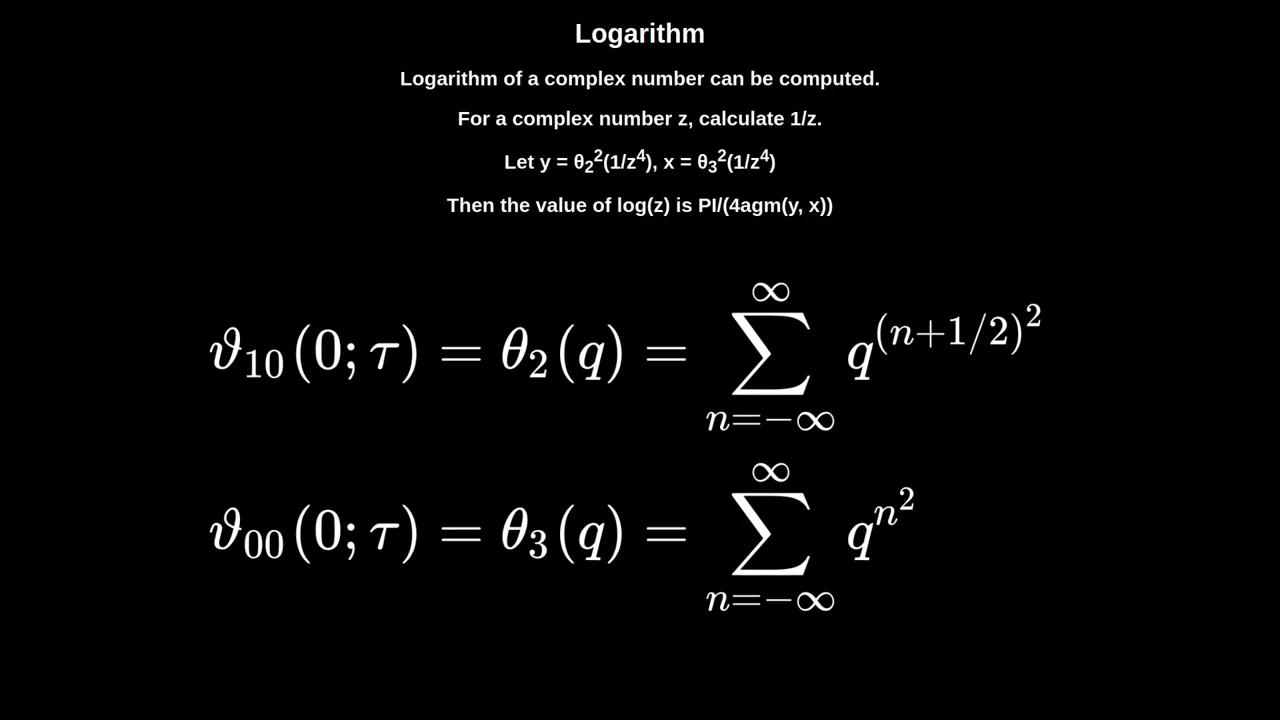 Logarithm
Logarithm of a complex number can be computed.
For a complex number z, calculate 1/z.
Let y = θ₂²(1/z⁴), x = θ₃²(1/z⁴)
Then the value of log(z) is PI/(4agm(y, x))
ϑ₁₀(0; τ) = θ₂(q) = ∑_{n=−∞}^{∞} q^{(n+1/2)²}
ϑ₀₀(0; τ) = θ₃(q) = ∑_{n=−∞}^{∞} q^{n²}